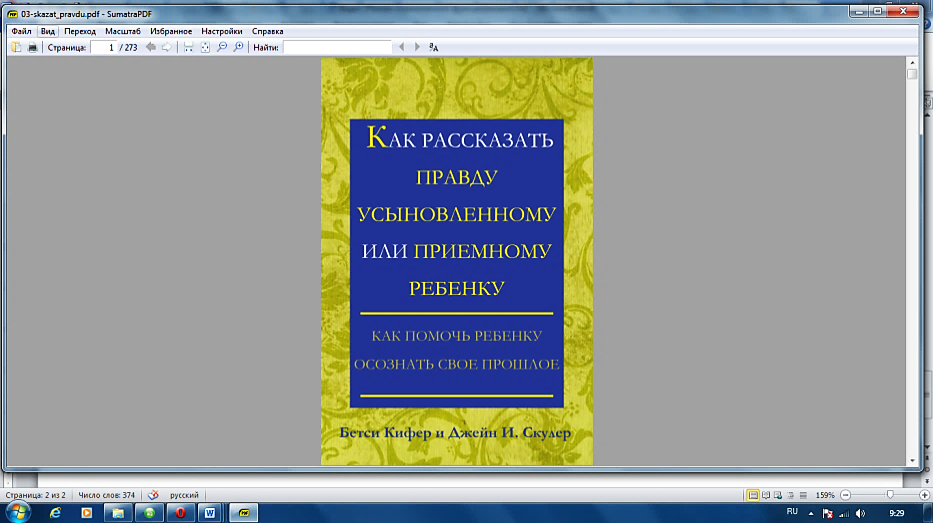 03-skazat_pravdu.pdf - SumatraPDF
Файл Вид Переход Масштаб Избранное Настройки Справка
Страница: 1 / 273 Найти:
КАК РАССКАЗАТЬ
ПРАВДУ
УСЫНОВЛЕННОМУ
ИЛИ ПРИЕМНОМУ
РЕБЕНКУ
КАК ПОМОЧЬ РЕБЕНКУ
ОСОЗНАТЬ СВОЕ ПРОШЛОЕ
Бетси Кифер и Джейн И. Скулер
Страница: 2 из 2 Число слов: 374 русский 159%
RU 9:29